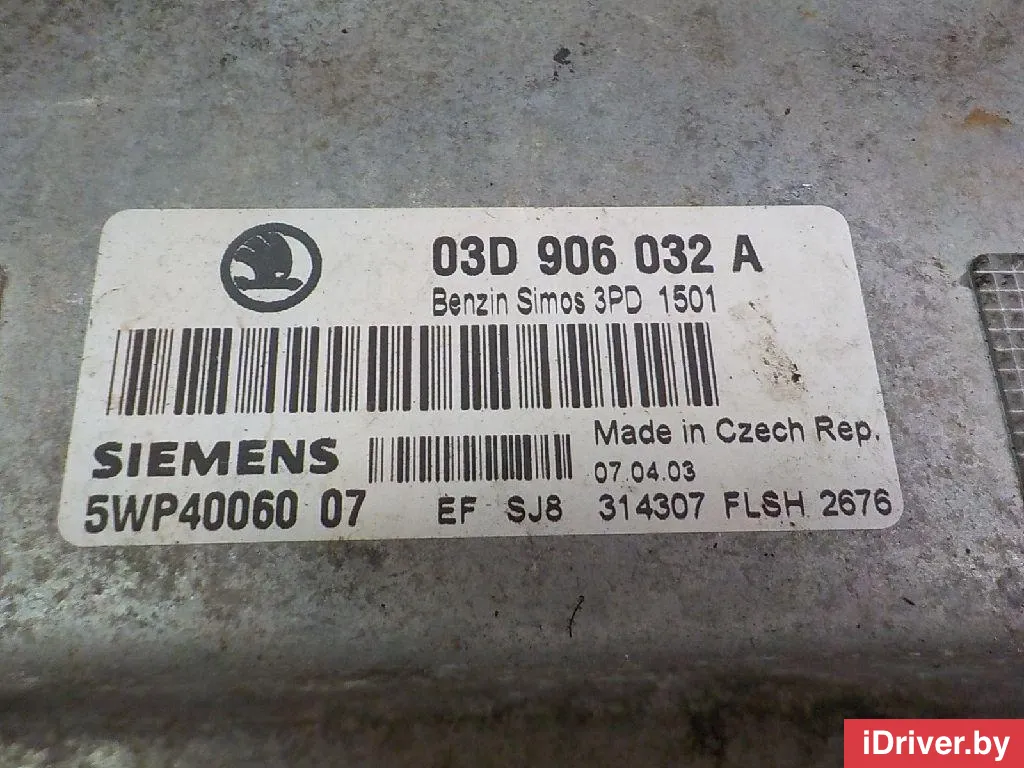 03D 906 032 A
Benzin Simos 3PD 1501
SIEMENS
Made in Czech Rep.
07.04.03
5WP40060 07 EF SJ8 314307 FLSH 2676
iDriver.by